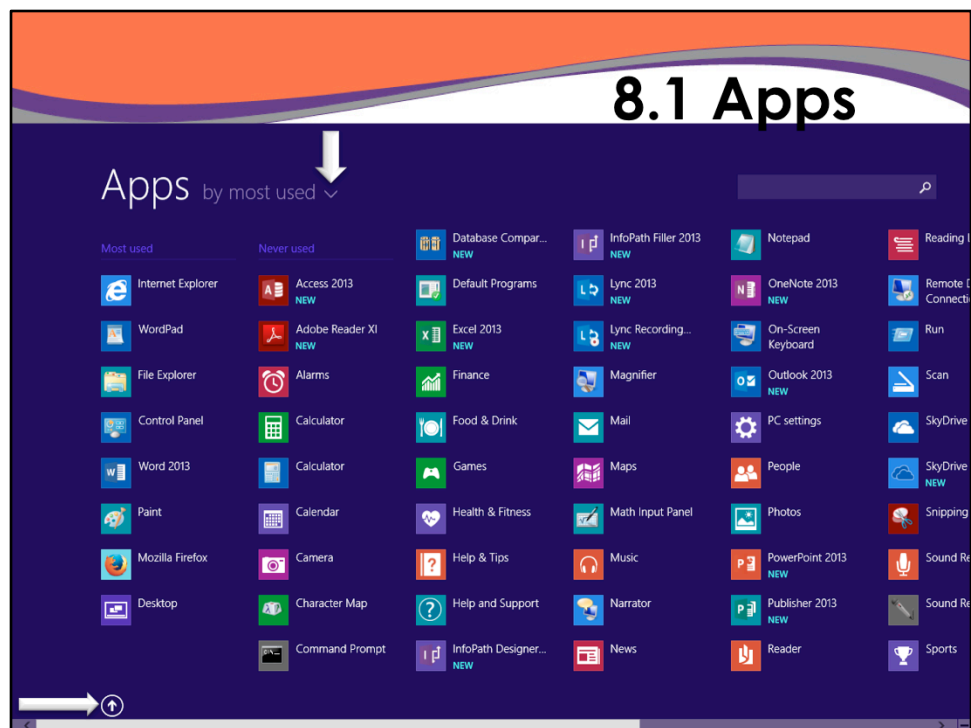 8.1 Apps
Apps by most used
Most used
Internet Explorer
WordPad
File Explorer
Control Panel
Word 2013
Paint
Mozilla Firefox
Desktop
Never used
Access 2013
NEW
Adobe Reader XI
NEW
Alarms
Calculator
Calculator
Calendar
Camera
Character Map
Command Prompt
Database Compar...
NEW
Default Programs
Excel 2013
NEW
Finance
Food & Drink
Games
Health & Fitness
Help & Tips
Help and Support
InfoPath Designer...
NEW
InfoPath Filler 2013
NEW
Lync 2013
NEW
Lync Recording...
NEW
Magnifier
Mail
Maps
Math Input Panel
Music
Narrator
News
Notepad
OneNote 2013
NEW
On-Screen
Keyboard
Outlook 2013
NEW
PC settings
People
Photos
PowerPoint 2013
NEW
Publisher 2013
NEW
Reader
Reading
Remote
Run
Scan
SkyDrive
SkyDrive
NEW
Snipping
Sound
Sound
Sports